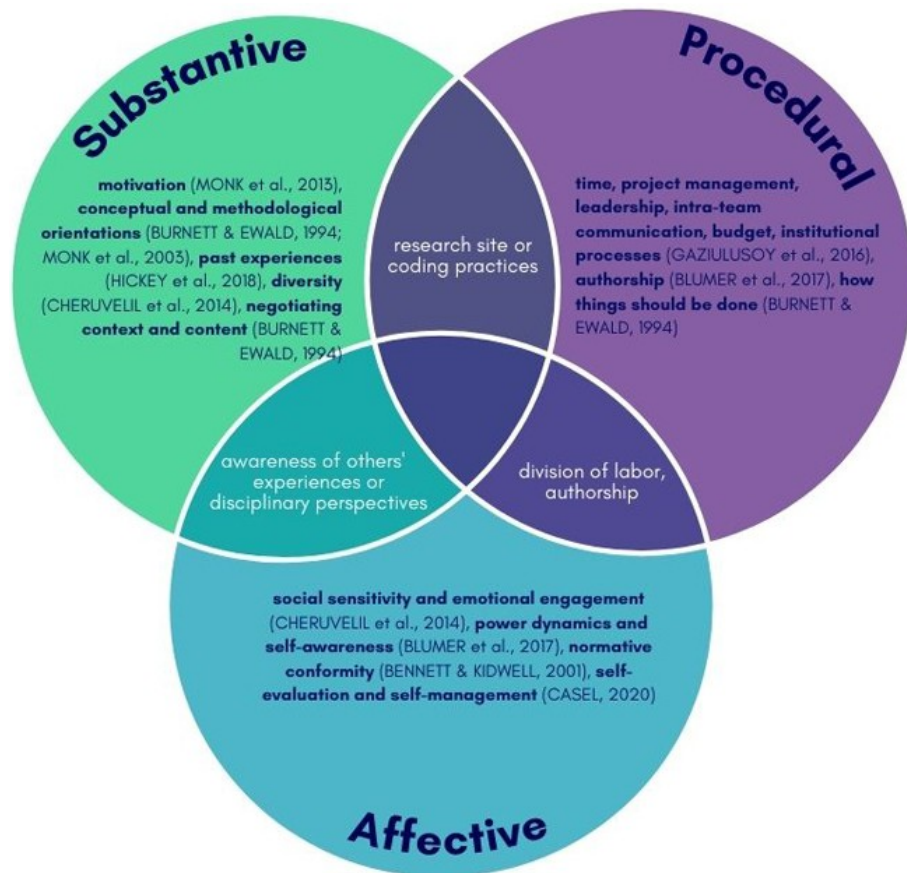 Substantive
motivation (MONK et al., 2013),
conceptual and methodological
orientations (BURNETT & EWALD, 1994;
MONK et al., 2003), past experiences
(HICKEY et al., 2018), diversity
(CHERUVELIL et al., 2014), negotiating
context and content (BURNETT &
EWALD, 1994)
Procedural
time, project management,
leadership, intra-team
communication, budget, institutional
processes (GAZIULUSOY et al., 2016),
authorship (BLUMER et al., 2017), how
things should be done (BURNETT &
EWALD, 1994)
research site or
coding practices
awareness of others'
experiences or
disciplinary perspectives
division of labor,
authorship
social sensitivity and emotional engagement
(CHERUVELIL et al., 2014), power dynamics and
self-awareness (BLUMER et al., 2017), normative
conformity (BENNETT & KIDWELL, 2001), self-
evaluation and self-management (CASEL, 2020)
Affective